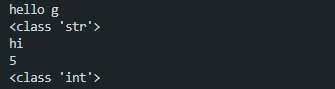 hello g
<class 'str'>
hi
5
<class 'int'>